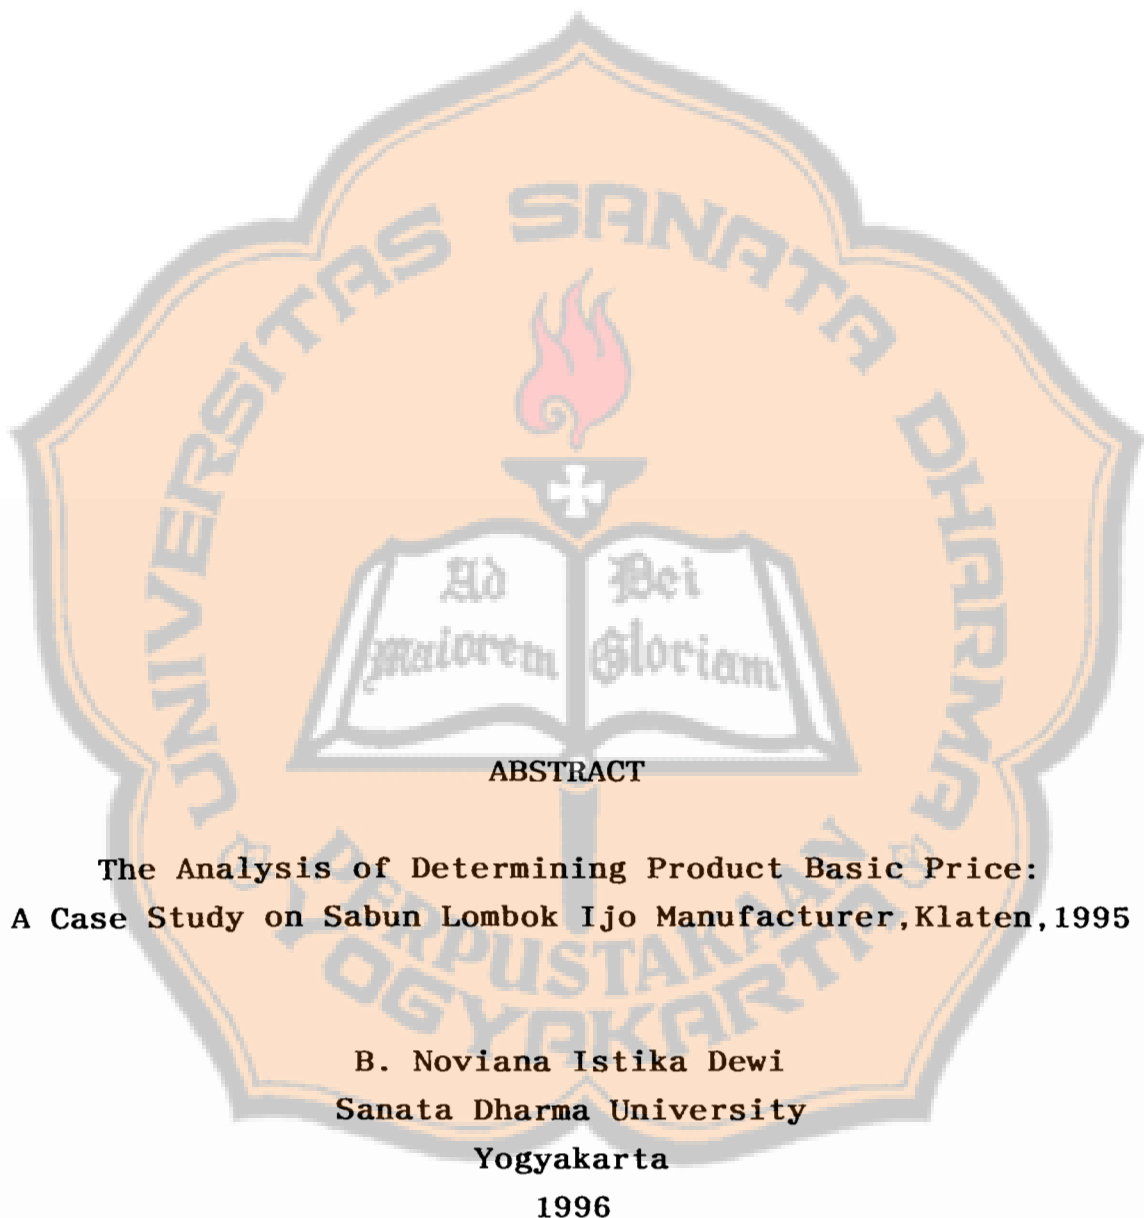 UNIVERSITAS SANATA DHARMA
Ad Dei
Maiorem Gloriam
ABSTRACT
The Analysis of Determining Product Basic Price:
A Case Study on Sabun Lombok Ijo Manufacturer,Klaten,1995
PERPUSTAKAAN
YOGYAKARTA
B. Noviana Istika Dewi
Sanata Dharma University
Yogyakarta
1996